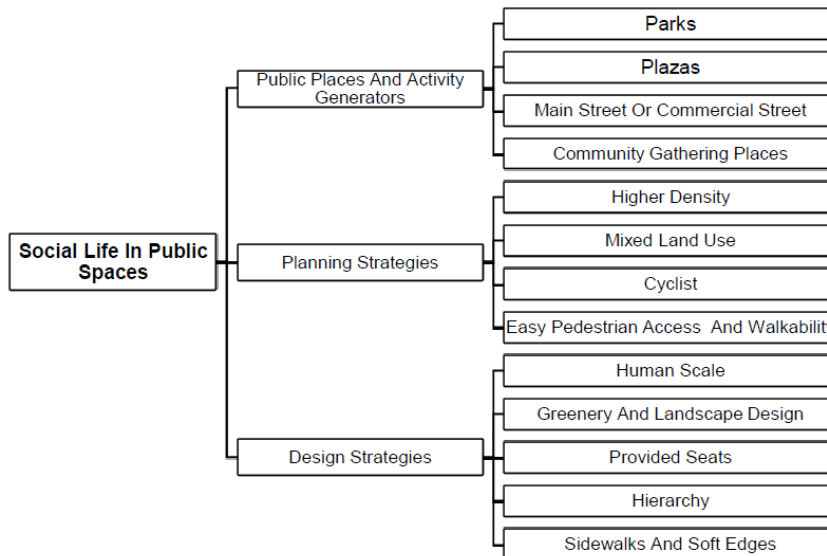 Social Life In Public
Spaces
Public Places And Activity
Generators
Parks
Plazas
Main Street Or Commercial Street
Community Gathering Places
Planning Strategies
Higher Density
Mixed Land Use
Cyclist
Easy Pedestrian Access And Walkability
Design Strategies
Human Scale
Greenery And Landscape Design
Provided Seats
Hierarchy
Sidewalks And Soft Edges